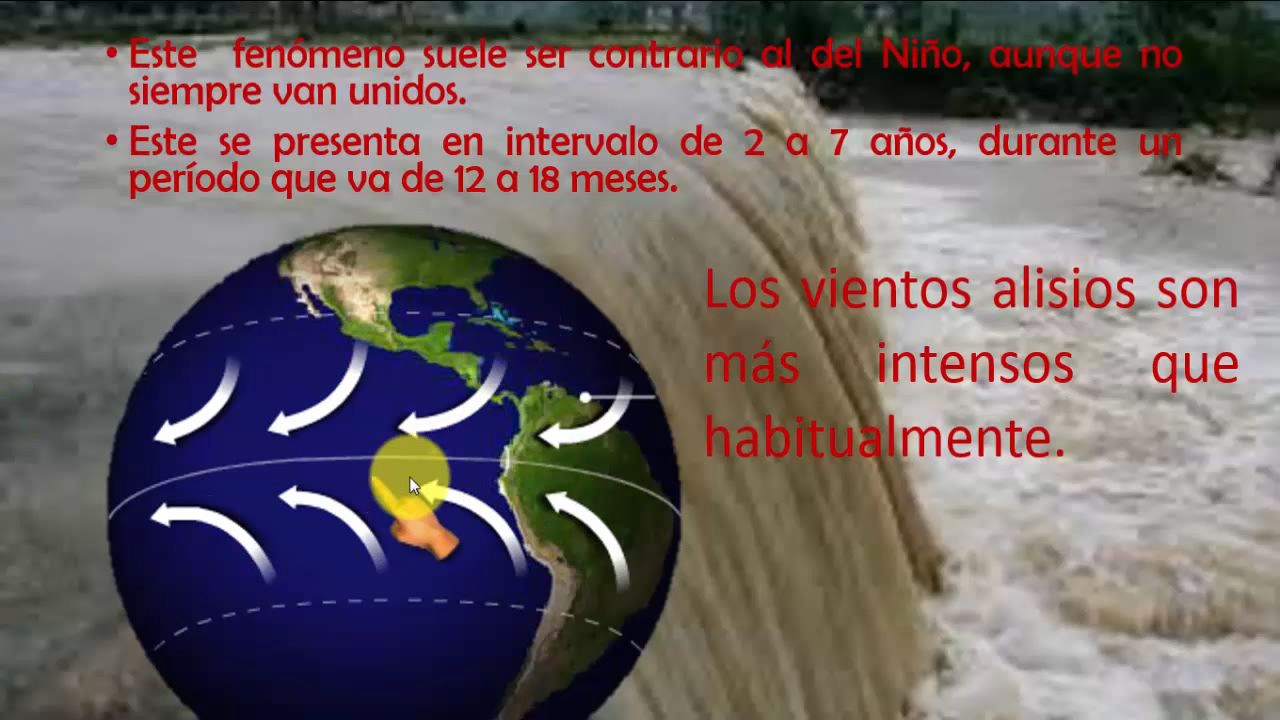 • Este fenómeno suele ser contrario al del Niño, aunque no
siempre van unidos.
• Este se presenta en intervalo de 2 a 7 años, durante un
período que va de 12 a 18 meses.
Los vientos alisios son
más intensos que
habitualmente.